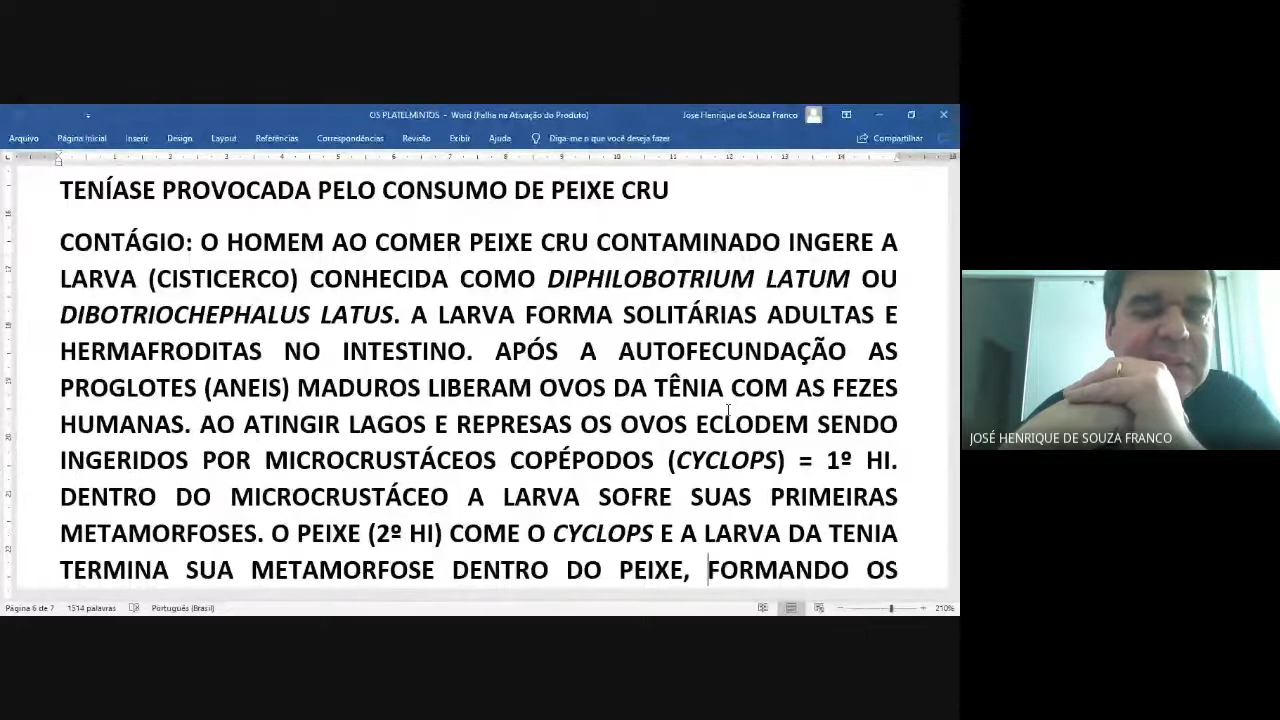 OS PLATELMINTOS - Word (Falha na Ativação do Produto)
José Henrique de Souza Franco
Arquivo Página Inicial Inserir Design Layout Referências Correspondências Revisão Exibir Ajuda Diga-me o que você deseja fazer Compartilhar
TENÍASE PROVOCADA PELO CONSUMO DE PEIXE CRU
CONTÁGIO: O HOMEM AO COMER PEIXE CRU CONTAMINADO INGERE A
LARVA (CISTICERCO) CONHECIDA COMO DIPHILOBOTRIUM LATUM OU
DIBOTRIOCHEPHALUS LATUS. A LARVA FORMA SOLITÁRIAS ADULTAS E
HERMAFRODITAS NO INTESTINO. APÓS A AUTOFECUNDAÇÃO AS
PROGLOTES (ANEIS) MADUROS LIBERAM OVOS DA TÊNIA COM AS FEZES
HUMANAS. AO ATINGIR LAGOS E REPRESAS OS OVOS ECLODEM SENDO
INGERIDOS POR MICROCRUSTÁCEOS COPÉPODOS (CYCLOPS) = 1º HI.
DENTRO DO MICROCRUSTÁCEO A LARVA SOFRE SUAS PRIMEIRAS
METAMORFOSES. O PEIXE (2º HI) COME O CYCLOPS E A LARVA DA TENIA
TERMINA SUA METAMORFOSE DENTRO DO PEIXE, FORMANDO OS
Página 6 de 7 1514 palavras Português (Brasil) 210%
JOSÉ HENRIQUE DE SOUZA FRANCO